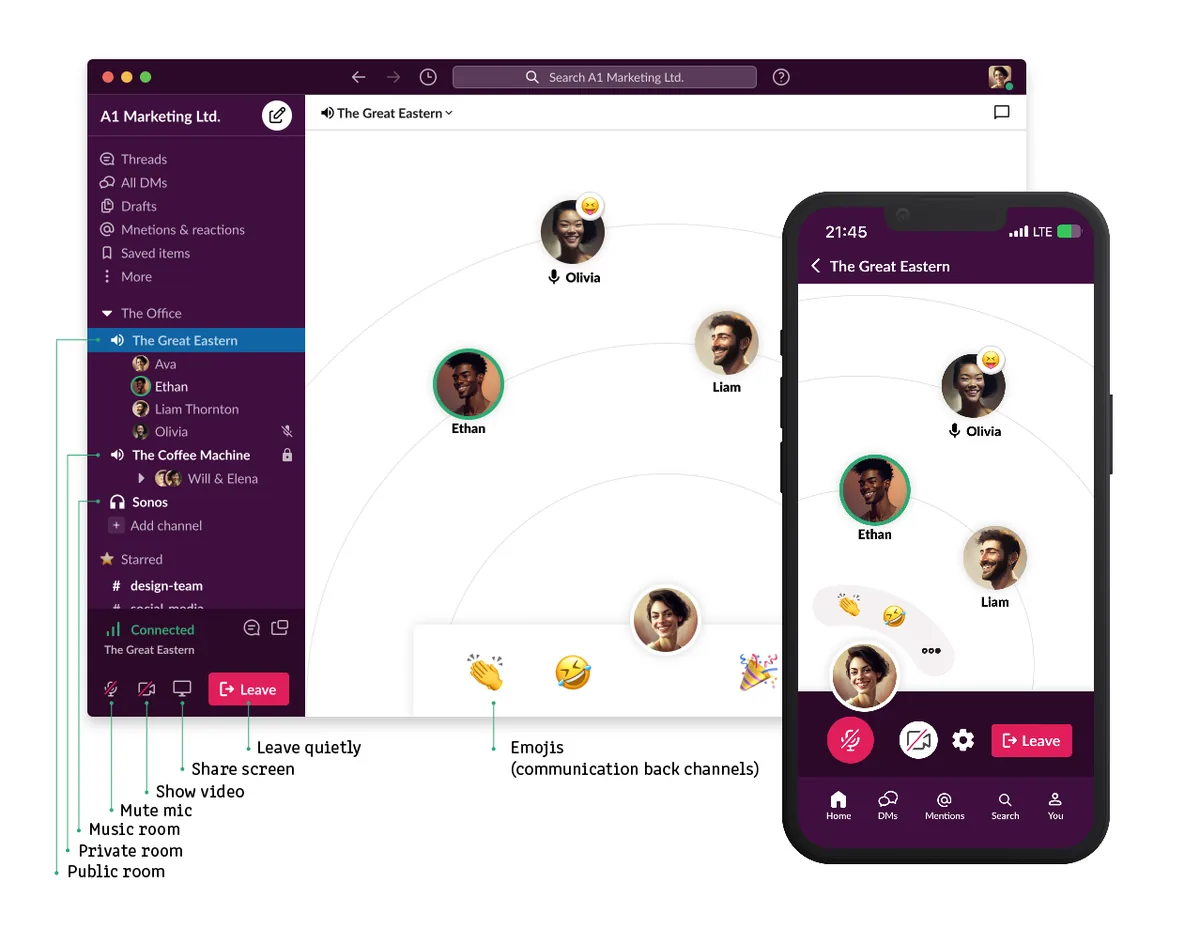 Search A1 Marketing Ltd.
A1 Marketing Ltd.
The Great Eastern
Threads
All DMs
Drafts
Mnetions & reactions
Saved items
More
The Office
The Great Eastern
Ava
Ethan
Liam Thornton
Olivia
The Coffee Machine
Will & Elena
Sonos
+ Add channel
Starred
# design-team
# social-media
Connected
The Great Eastern
Leave
Olivia
Liam
Ethan
21:45
LTE
The Great Eastern
Olivia
Ethan
Liam
Leave
Home
DMs
Mentions
Search
You
Leave quietly
Share screen
Show video
Mute mic
Music room
Private room
Public room
Emojis
(communication back channels)